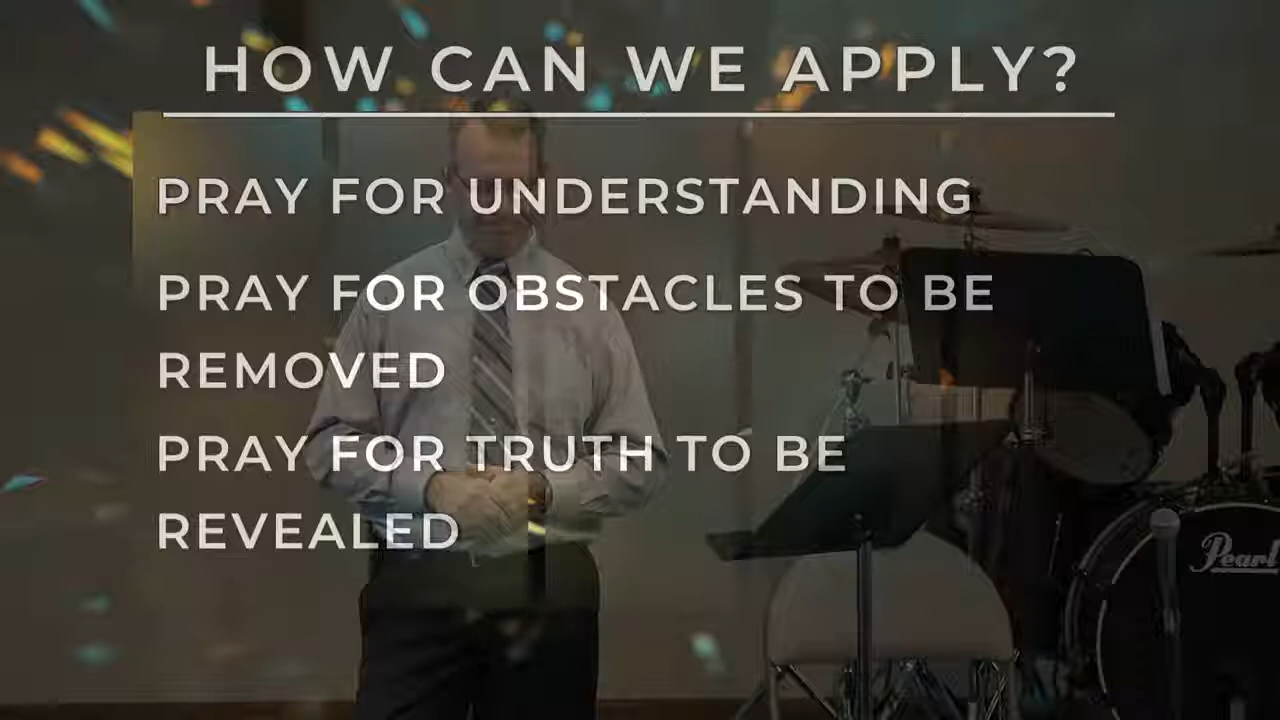 HOW CAN WE APPLY?
PRAY FOR UNDERSTANDING
PRAY FOR OBSTACLES TO BE
REMOVED
PRAY FOR TRUTH TO BE
REVEALED
Pearl